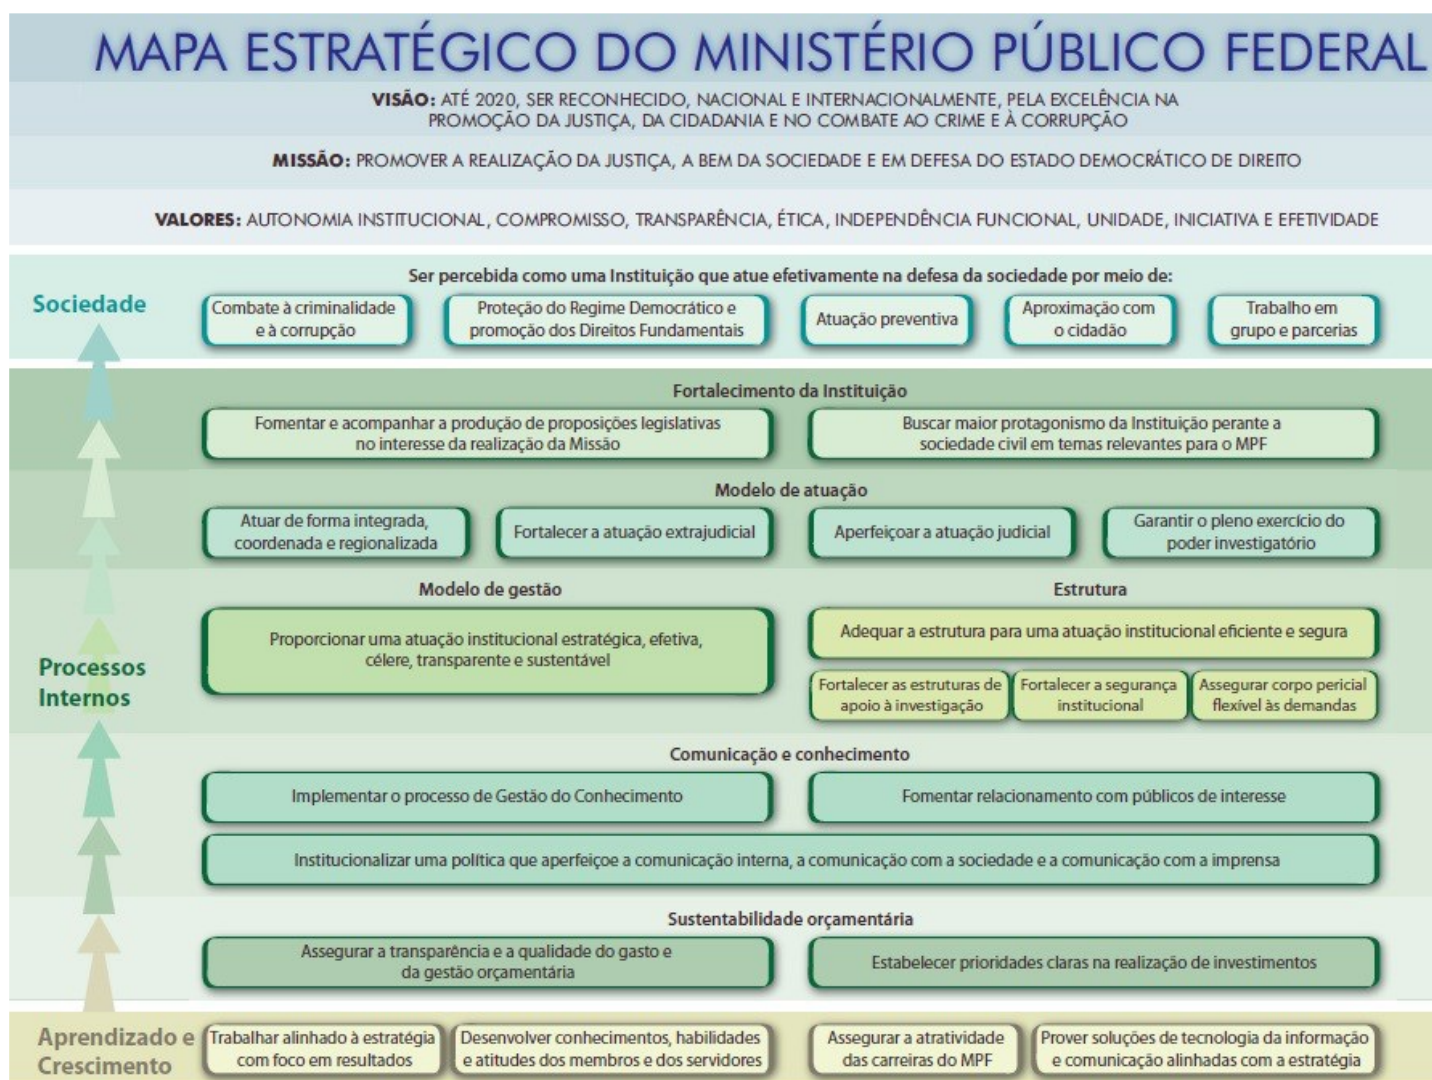 MAPA ESTRATÉGICO DO MINISTÉRIO PÚBLICO FEDERAL
VISÃO: ATÉ 2020, SER RECONHECIDO, NACIONAL E INTERNACIONALMENTE, PELA EXCELÊNCIA NA
PROMOÇÃO DA JUSTIÇA, DA CIDADANIA E NO COMBATE AO CRIME E À CORRUPÇÃO
MISSÃO: PROMOVER A REALIZAÇÃO DA JUSTIÇA, A BEM DA SOCIEDADE E EM DEFESA DO ESTADO DEMOCRÁTICO DE DIREITO
VALORES: AUTONOMIA INSTITUCIONAL, COMPROMISSO, TRANSPARÊNCIA, ÉTICA, INDEPENDÊNCIA FUNCIONAL, UNIDADE, INICIATIVA E EFETIVIDADE
Sociedade
Ser percebida como uma Instituição que atue efetivamente na defesa da sociedade por meio de:
Combate à criminalidade
e à corrupção
Proteção do Regime Democrático e
promoção dos Direitos Fundamentais
Atuação preventiva
Aproximação com
o cidadão
Trabalho em
grupo e parcerias
Processos
Internos
Fortalecimento da Instituição
Fomentar e acompanhar a produção de proposições legislativas
no interesse da realização da Missão
Buscar maior protagonismo da Instituição perante a
sociedade civil em temas relevantes para o MPF
Modelo de atuação
Atuar de forma integrada,
coordenada e regionalizada
Fortalecer a atuação extrajudicial
Aperfeiçoar a atuação judicial
Garantir o pleno exercício do
poder investigatório
Modelo de gestão
Proporcionar uma atuação institucional estratégica, efetiva,
célere, transparente e sustentável
Estrutura
Adequar a estrutura para uma atuação institucional eficiente e segura
Fortalecer as estruturas de
apoio à investigação
Fortalecer a segurança
institucional
Assegurar corpo pericial
flexível às demandas
Comunicação e conhecimento
Implementar o processo de Gestão do Conhecimento
Fomentar relacionamento com públicos de interesse
Institucionalizar uma política que aperfeiçoe a comunicação interna, a comunicação com a sociedade e a comunicação com a imprensa
Sustentabilidade orçamentária
Assegurar a transparência e a qualidade do gasto e
da gestão orçamentária
Estabelecer prioridades claras na realização de investimentos
Aprendizado e
Crescimento
Trabalhar alinhado à estratégia
com foco em resultados
Desenvolver conhecimentos, habilidades
e atitudes dos membros e dos servidores
Assegurar a atratividade
das carreiras do MPF
Prover soluções de tecnologia da informação
e comunicação alinhadas com a estratégia